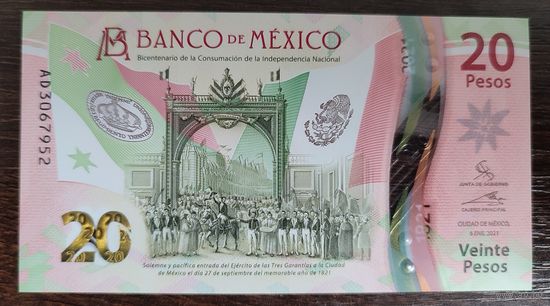 BANCO DE MÉXICO
Bicentenario de la Consumación de la Independencia Nacional
20
Pesos
AD3067952
1821
JUNTA DE GOBIERNO
CAJERO PRINCIPAL
CIUDAD DE MÉXICO,
6 ENE. 2021
20
Veinte
Pesos
Solemne y pacífica entrada del Ejército de las Tres Garantías a la Ciudad
de México el día 27 de septiembre del memorable año de 1821